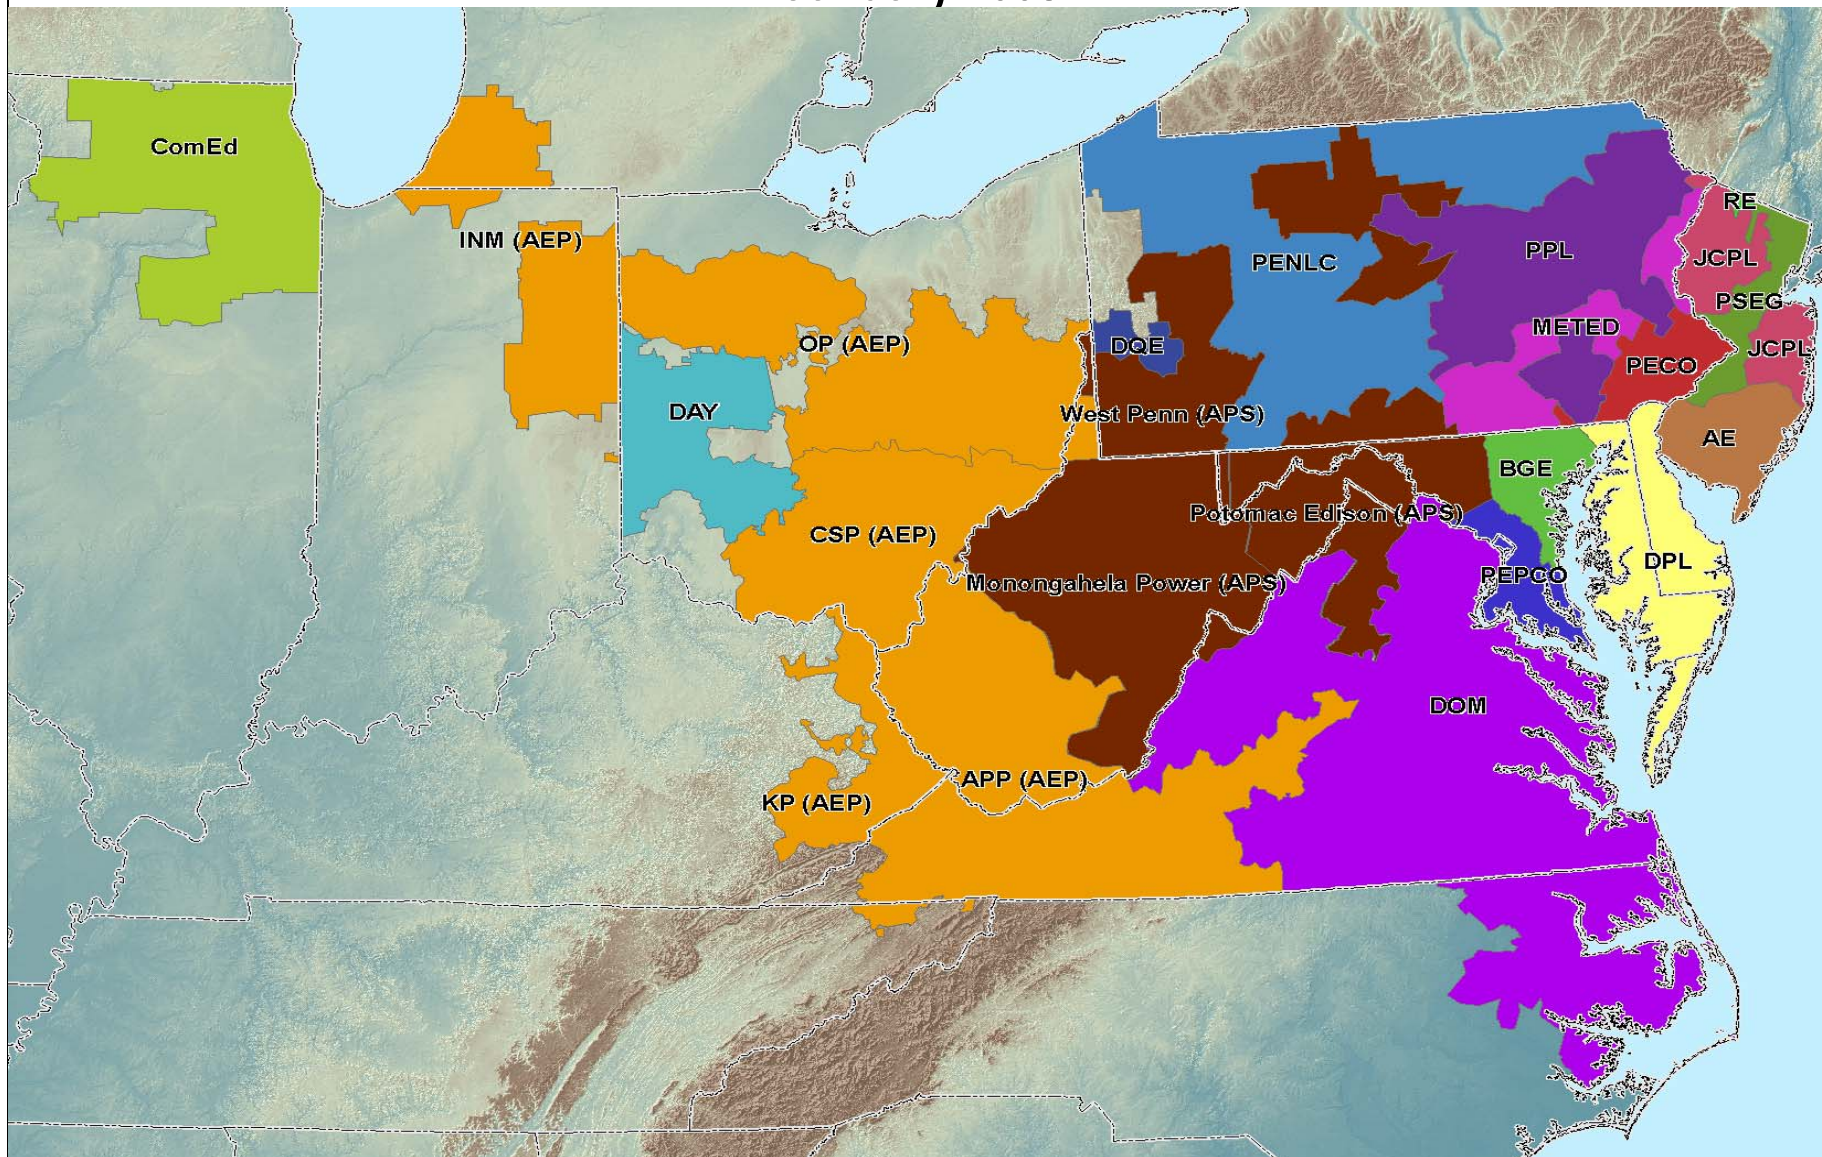 ComEd
RE
INM (AEP)
PPL
JCPL
PENLC
PSEG
METED
OP (AEP)
DQE
JCPL
PECO
DAY
West Penn (APS)
AE
BGE
Potomac Edison (APS)
CSP (AEP)
DPL
PEPCO
Monongahela Power (APS)
DOM
APP (AEP)
KP (AEP)